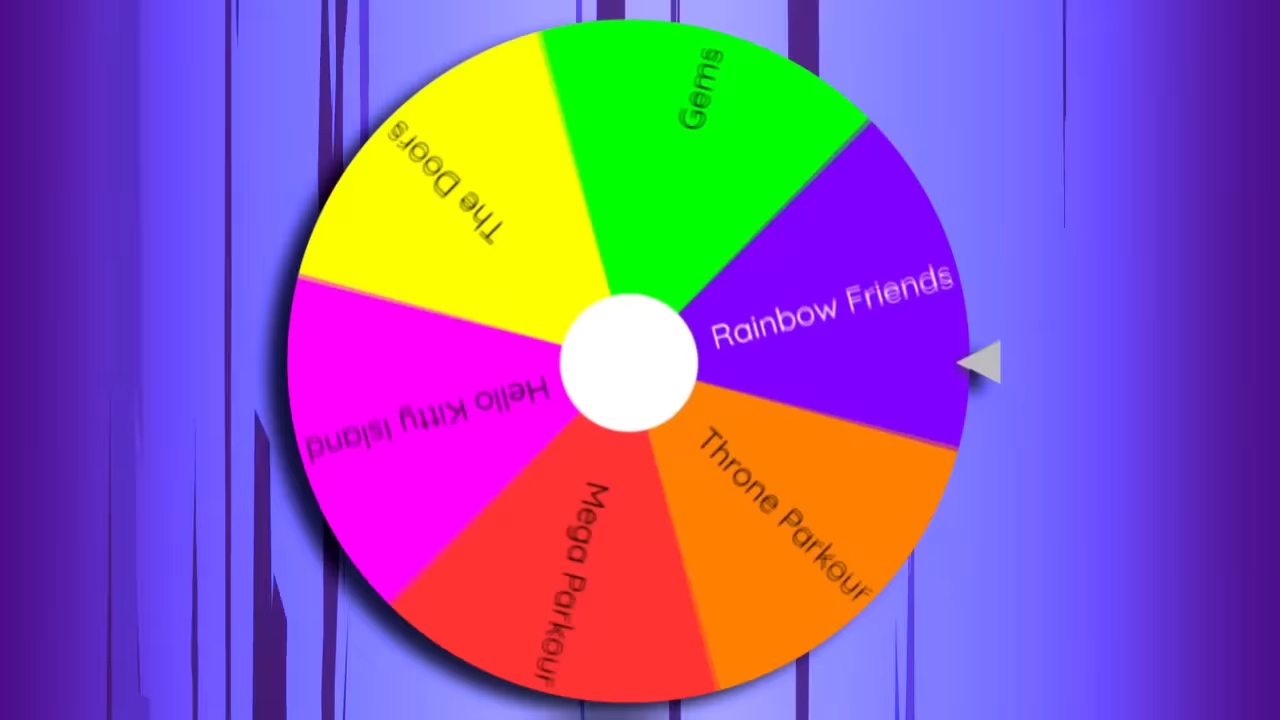 Gems
Rainbow Friends
Throne Parkour
Mega Parkour
Hello Kitty Island
The Doors